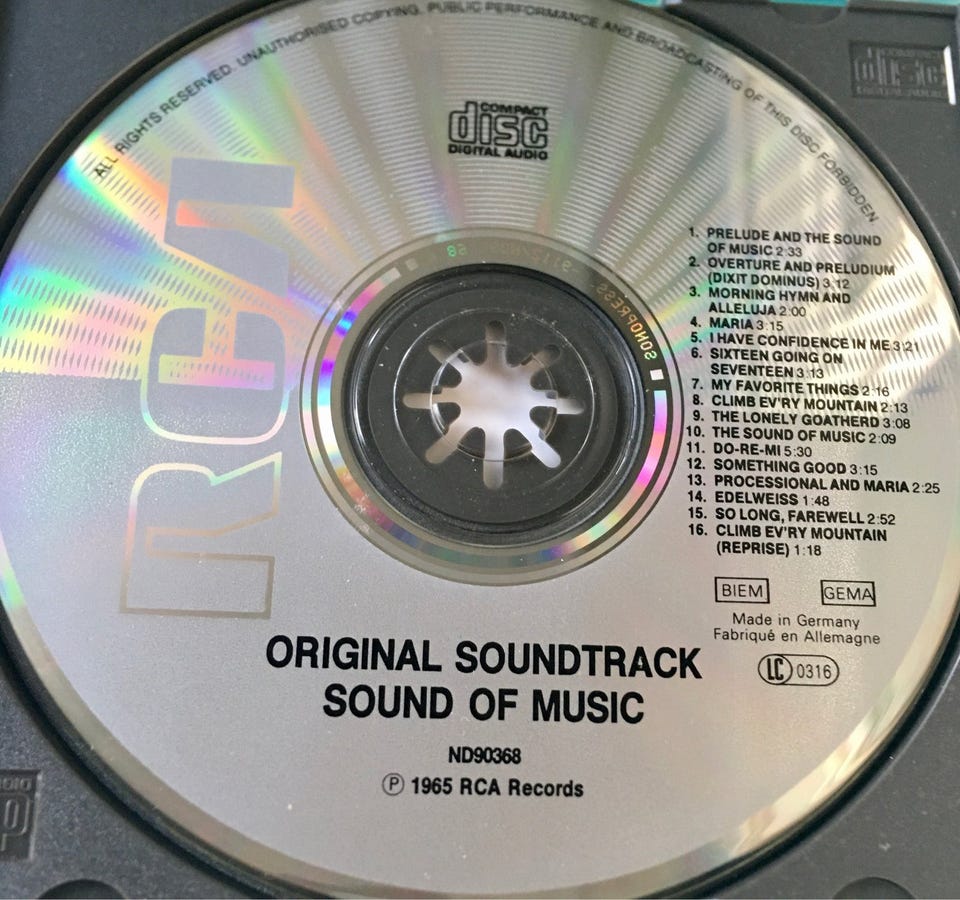 ALL RIGHTS RESERVED. UNAUTHORISED COPYING, PUBLIC PERFORMANCE AND BROADCASTING OF THIS DISC FORBIDDEN
COMPACT
disc
DIGITAL AUDIO
COMPACT
disc
DIGITAL AUDIO
RCA
SONOPRESS
1. PRELUDE AND THE SOUND
OF MUSIC 2:33
2. OVERTURE AND PRELUDIUM
(DIXIT DOMINUS) 3:12
3. MORNING HYMN AND
ALLELUJA 2:00
4. MARIA 3:15
5. I HAVE CONFIDENCE IN ME 3:21
6. SIXTEEN GOING ON
SEVENTEEN 3:13
7. MY FAVORITE THINGS 2:16
8. CLIMB EV'RY MOUNTAIN 2:13
9. THE LONELY GOATHERD 3:08
10. THE SOUND OF MUSIC 2:09
11. DO-RE-MI 5:30
12. SOMETHING GOOD 3:15
13. PROCESSIONAL AND MARIA 2:25
14. EDELWEISS 1:48
15. SO LONG, FAREWELL 2:52
16. CLIMB EV'RY MOUNTAIN
(REPRISE) 1:18
BIEM GEMA
Made in Germany
Fabriqué en Allemagne
LC 0316
ORIGINAL SOUNDTRACK
SOUND OF MUSIC
ND90368
Ⓟ 1965 RCA Records